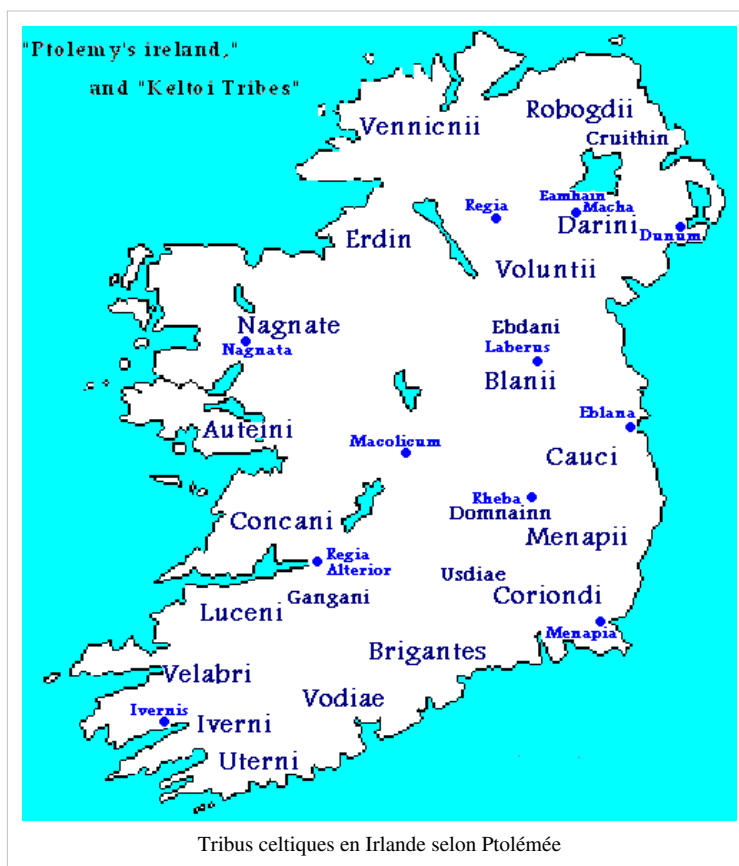 "Ptolemy's ireland,"
and "Keltoi Tribes"
Robogdii
Vennicnii
Cruithin
Eamhain
Macha
Regia
Darini
Dunum
Erdin
Voluntii
Ebdani
Nagnate
Laberus
Nagnata
Blanii
Eblana
Auteini
Macolicum
Cauci
Rheba
Domnainn
Concani
Menapii
Regia
Alterior
Usdiae
Gangani
Coriondi
Luceni
Menapia
Brigantes
Velabri
Vodiae
Ivernis
Iverni
Uterni
Tribus celtiques en Irlande selon Ptolémée